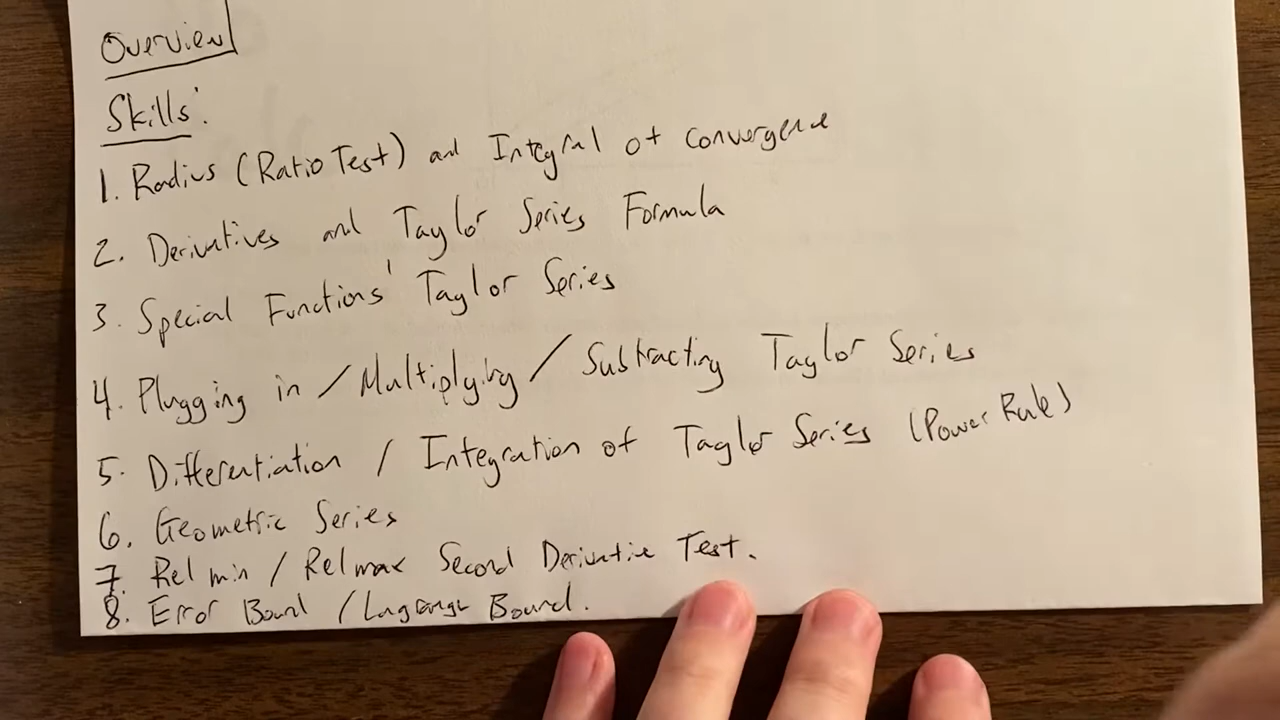 Overview
Skills:
1. Radius (Ratio Test) and Integral of convergence
2. Derivatives and Taylor Series Formula
3. Special Functions' Taylor Series
4. Plugging in / Multiplying / Subtracting Taylor Series
5. Differentiation / Integration of Taylor Series (Power Rule)
6. Geometric Series
7. Rel min / Rel max Second Derivative Test.
8. Error Bound / Lagrange Bound.